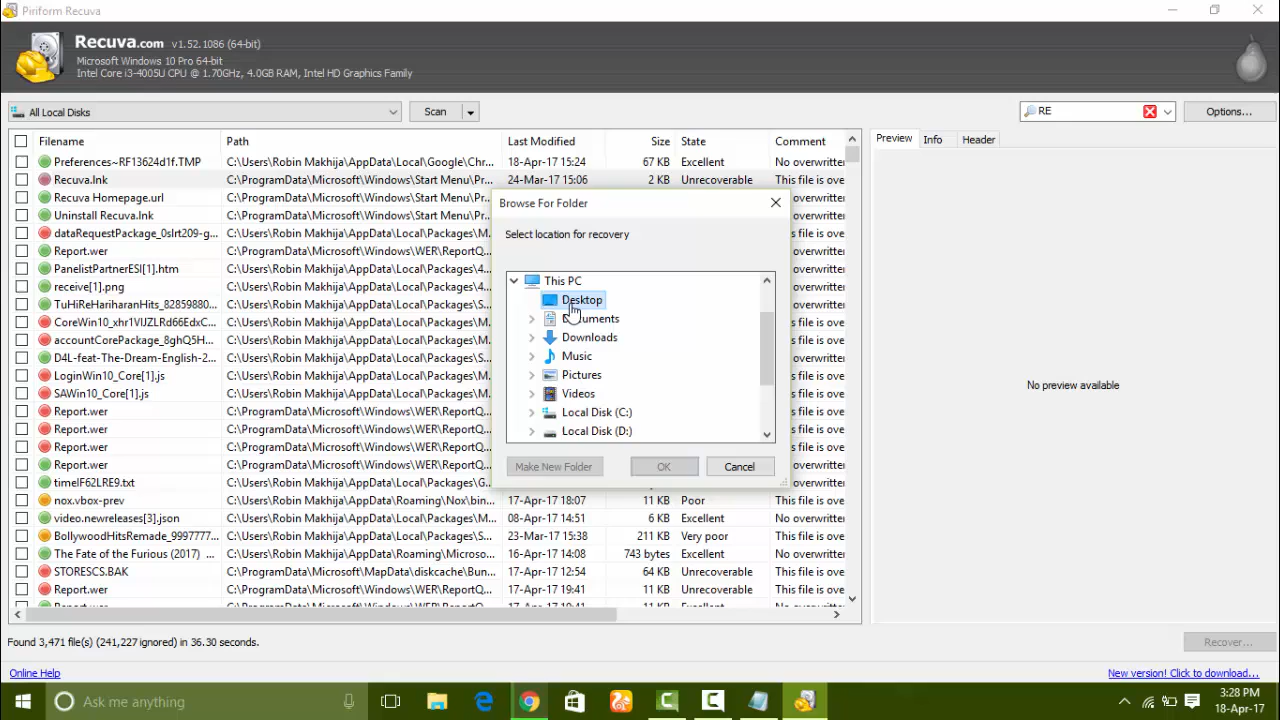 Piriform Recuva
Recuva.com v1.52.1086 (64-bit)
Microsoft Windows 10 Pro 64-bit
Intel Core i3-4005U CPU @ 1.70GHz, 4.0GB RAM, Intel HD Graphics Family
All Local Disks Scan RE Options...
Filename Path Last Modified Size State Comment
Preview Info Header
Preferences~RF13624d1f.TMP C:\Users\Robin Makhija\AppData\Local\Google\Chr... 18-Apr-17 15:24 67 KB Excellent No overwritten
Recuva.lnk C:\ProgramData\Microsoft\Windows\Start Menu\Pr... 24-Mar-17 15:06 2 KB Unrecoverable This file is ove
Recuva Homepage.url C:\ProgramData\Microsoft\Windows\Start Menu\Pr...
Uninstall Recuva.lnk C:\ProgramData\Microsoft\Windows\Start Menu\Pr...
dataRequestPackage_0slrt209-g... C:\Users\Robin Makhija\AppData\Local\Packages\M...
Report.wer C:\ProgramData\Microsoft\Windows\WER\ReportQ...
PanelistPartnerESI[1].htm C:\Users\Robin Makhija\AppData\Local\Packages\4...
receive[1].png C:\Users\Robin Makhija\AppData\Local\Packages\4...
TuHiReHariharanHits_82859880... C:\Users\Robin Makhija\AppData\Local\Packages\4...
CoreWin10_xhr1VIJZLRd66EdxC... C:\Users\Robin Makhija\AppData\Local\Packages\M...
accountCorePackage_8ghQ5H... C:\Users\Robin Makhija\AppData\Local\Packages\M...
D4L-feat-The-Dream-English-2... C:\Users\Robin Makhija\AppData\Local\Packages\S...
LoginWin10_Core[1].js C:\Users\Robin Makhija\AppData\Local\Packages\M...
SAWin10_Core[1].js C:\Users\Robin Makhija\AppData\Local\Packages\M...
Report.wer C:\ProgramData\Microsoft\Windows\WER\ReportQ...
Report.wer C:\ProgramData\Microsoft\Windows\WER\ReportQ...
Report.wer C:\ProgramData\Microsoft\Windows\WER\ReportQ...
Report.wer C:\ProgramData\Microsoft\Windows\WER\ReportQ...
timeIF62LRE9.txt C:\Users\Robin Makhija\AppData\Local\Packages\M...
nox.vbox-prev C:\Users\Robin Makhija\AppData\Roaming\Nox\bin... 17-Apr-17 18:07 11 KB Poor This file is ove
video.newreleases[3].json C:\Users\Robin Makhija\AppData\Local\Packages\M... 08-Apr-17 14:51 6 KB Excellent No overwritten
BollywoodHitsRemade_9997777... C:\Users\Robin Makhija\AppData\Local\Packages\M... 23-Mar-17 15:38 211 KB Very poor This file is ove
The Fate of the Furious (2017) ... C:\Users\Robin Makhija\AppData\Roaming\Microso... 16-Apr-17 14:08 743 bytes Excellent No overwritten
STORESCS.BAK C:\ProgramData\Microsoft\MapData\diskcache\Bun... 17-Apr-17 12:54 64 KB Unrecoverable This file is ove
Report.wer C:\ProgramData\Microsoft\Windows\WER\ReportQ... 17-Apr-17 19:41 11 KB Unrecoverable This file is ove
Browse For Folder
Select location for recovery
This PC
Desktop
Downloads
Music
Pictures
Videos
Local Disk (C:)
Local Disk (D:)
Make New Folder OK Cancel
No preview available
Found 3,471 file(s) (241,227 ignored) in 36.30 seconds. Recover...
Online Help New version! Click to download...
Ask me anything
3:28 PM
18-Apr-17